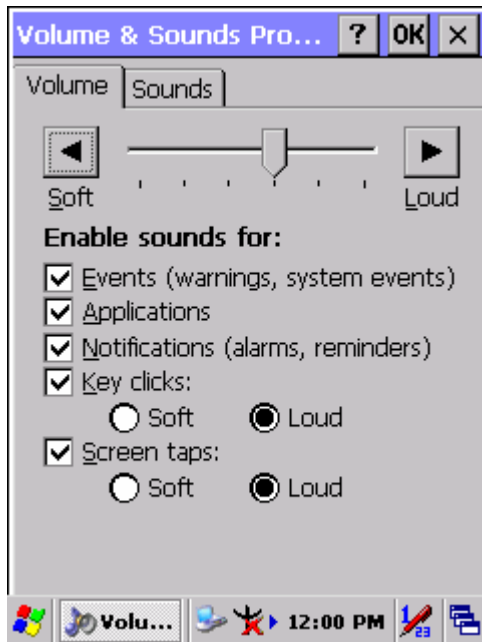 Volume & Sounds Pro... ? OK ×
Volume Sounds
Soft Loud
Enable sounds for:
Events (warnings, system events)
Applications
Notifications (alarms, reminders)
Key clicks:
Soft Loud
Screen taps:
Soft Loud
Volu... 12:00 PM 23